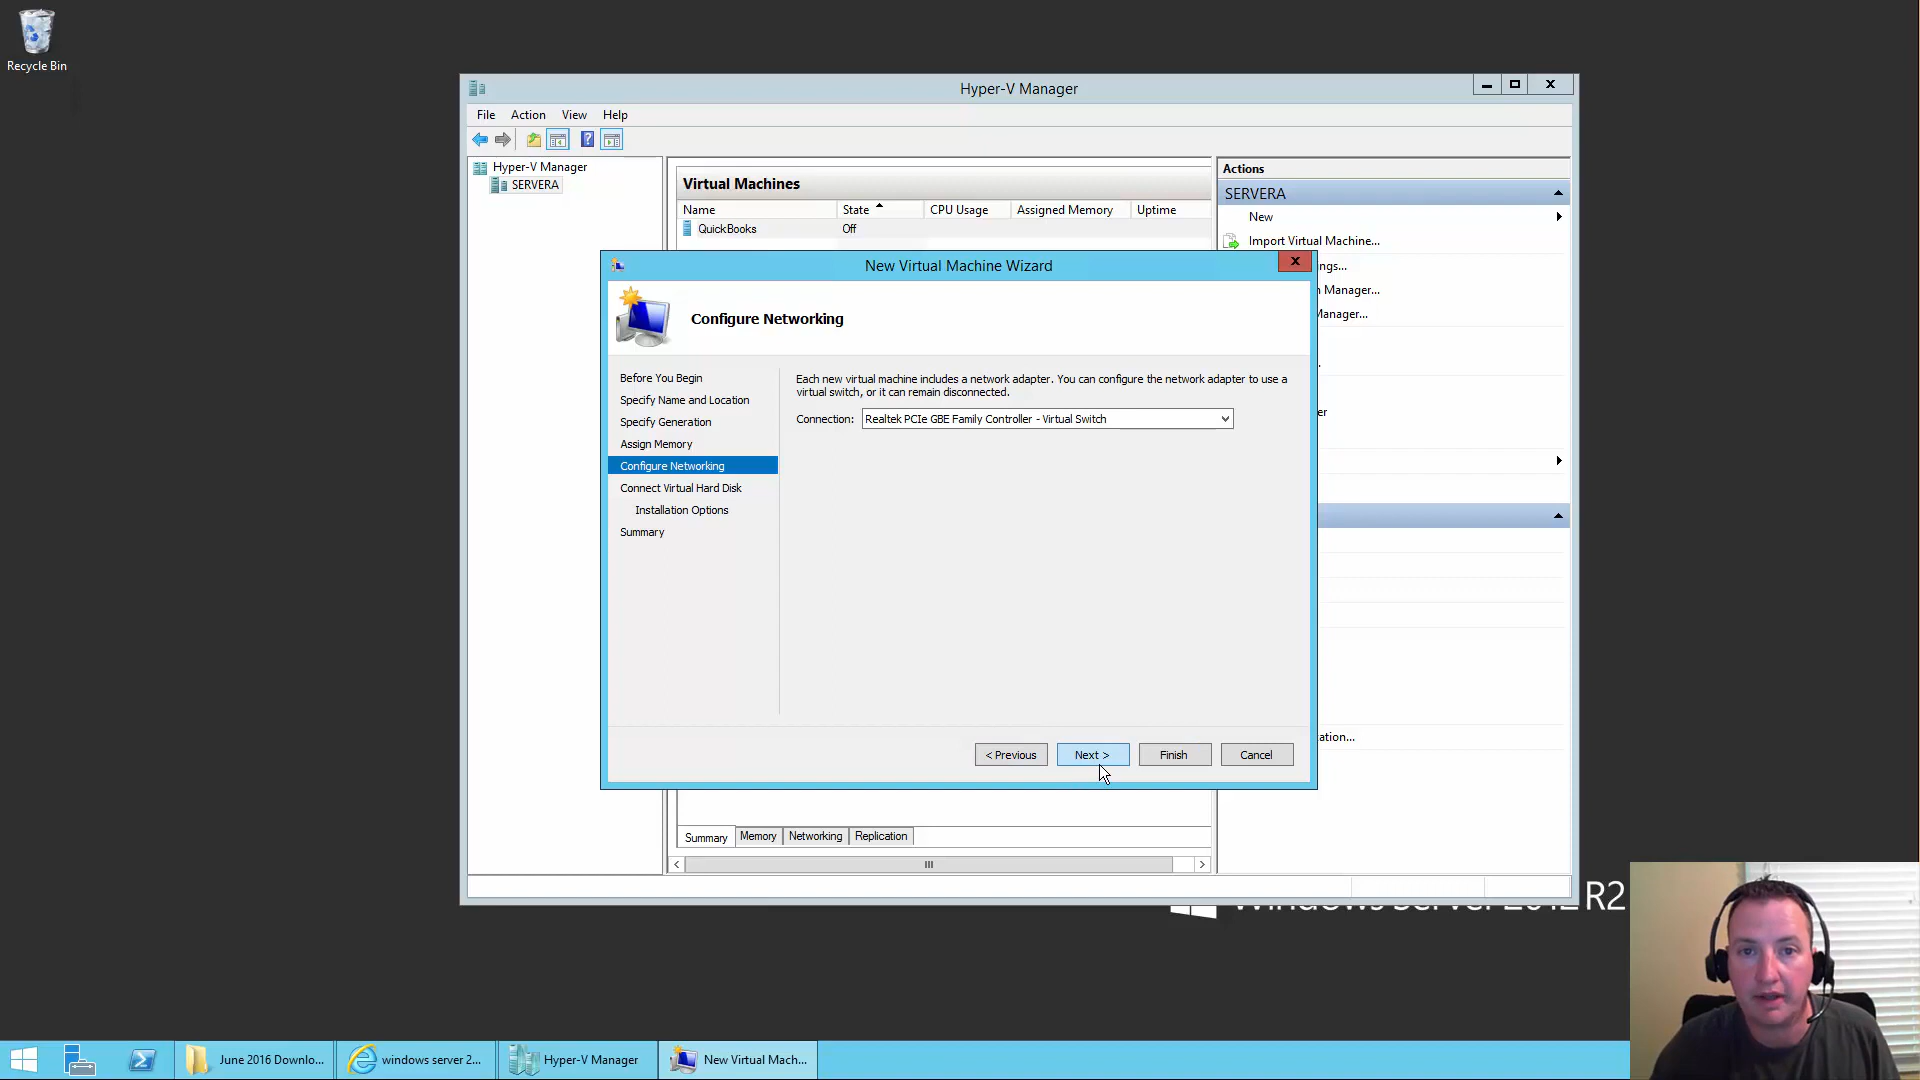 Recycle Bin
Hyper-V Manager
File Action View Help
Hyper-V Manager
SERVERA
Virtual Machines
Name State CPU Usage Assigned Memory Uptime
QuickBooks Off
Actions
SERVERA
New
Import Virtual Machine...
ngs...
Manager...
Manager...
New Virtual Machine Wizard
x
Configure Networking
Before You Begin
Specify Name and Location
Specify Generation
Assign Memory
Configure Networking
Connect Virtual Hard Disk
Installation Options
Summary
Each new virtual machine includes a network adapter. You can configure the network adapter to use a
virtual switch, or it can remain disconnected.
Connection: Realtek PCIe GBE Family Controller - Virtual Switch
ation...
< Previous Next > Finish Cancel
Summary Memory Networking Replication
Windows Server 2012 R2
June 2016 Downlo...
windows server 2...
Hyper-V Manager
New Virtual Mach...